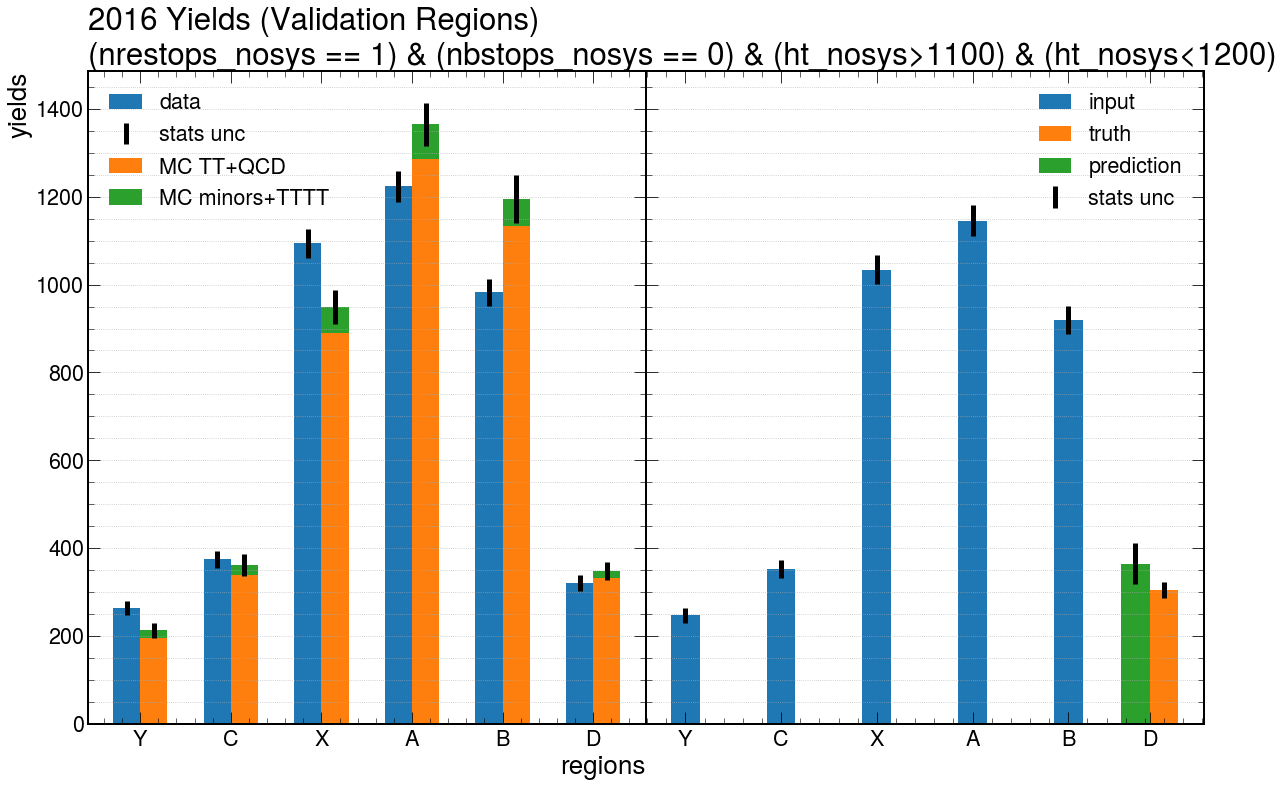 2016 Yields (Validation Regions)
(nrestops_nosys == 1) & (nbstops_nosys == 0) & (ht_nosys>1100) & (ht_nosys<1200)
yields
1400
1200
1000
800
600
400
200
0
data
stats unc
MC TT+QCD
MC minors+TTTT
input
truth
prediction
stats unc
Y C X A B D
Y C X A B D
regions